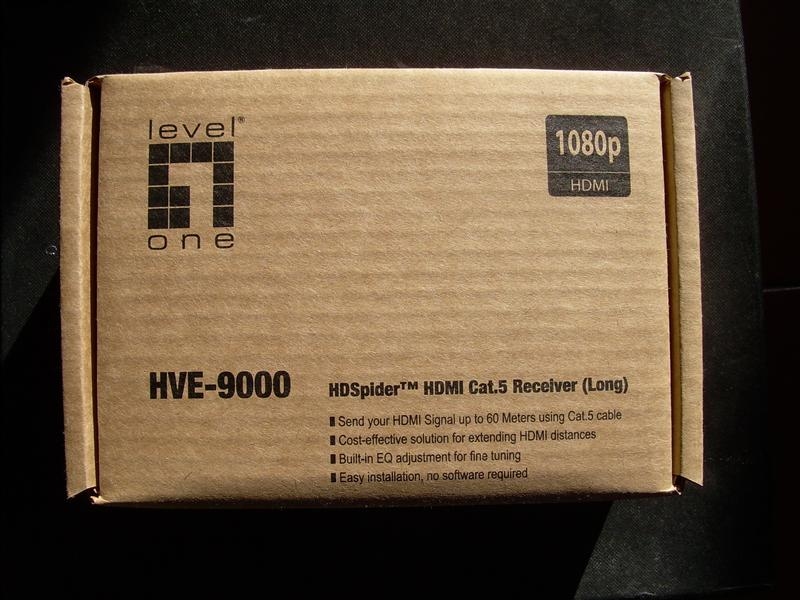 level®
one
1080p
HDMI
HVE-9000
HDSpider™ HDMI Cat.5 Receiver (Long)
Send your HDMI Signal up to 60 Meters using Cat.5 cable
Cost-effective solution for extending HDMI distances
Built-in EQ adjustment for fine tuning
Easy installation, no software required